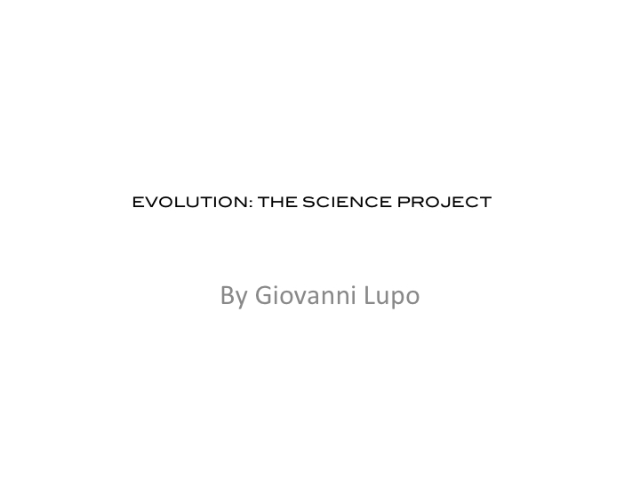 EVOLUTION: THE SCIENCE PROJECT
By Giovanni Lupo